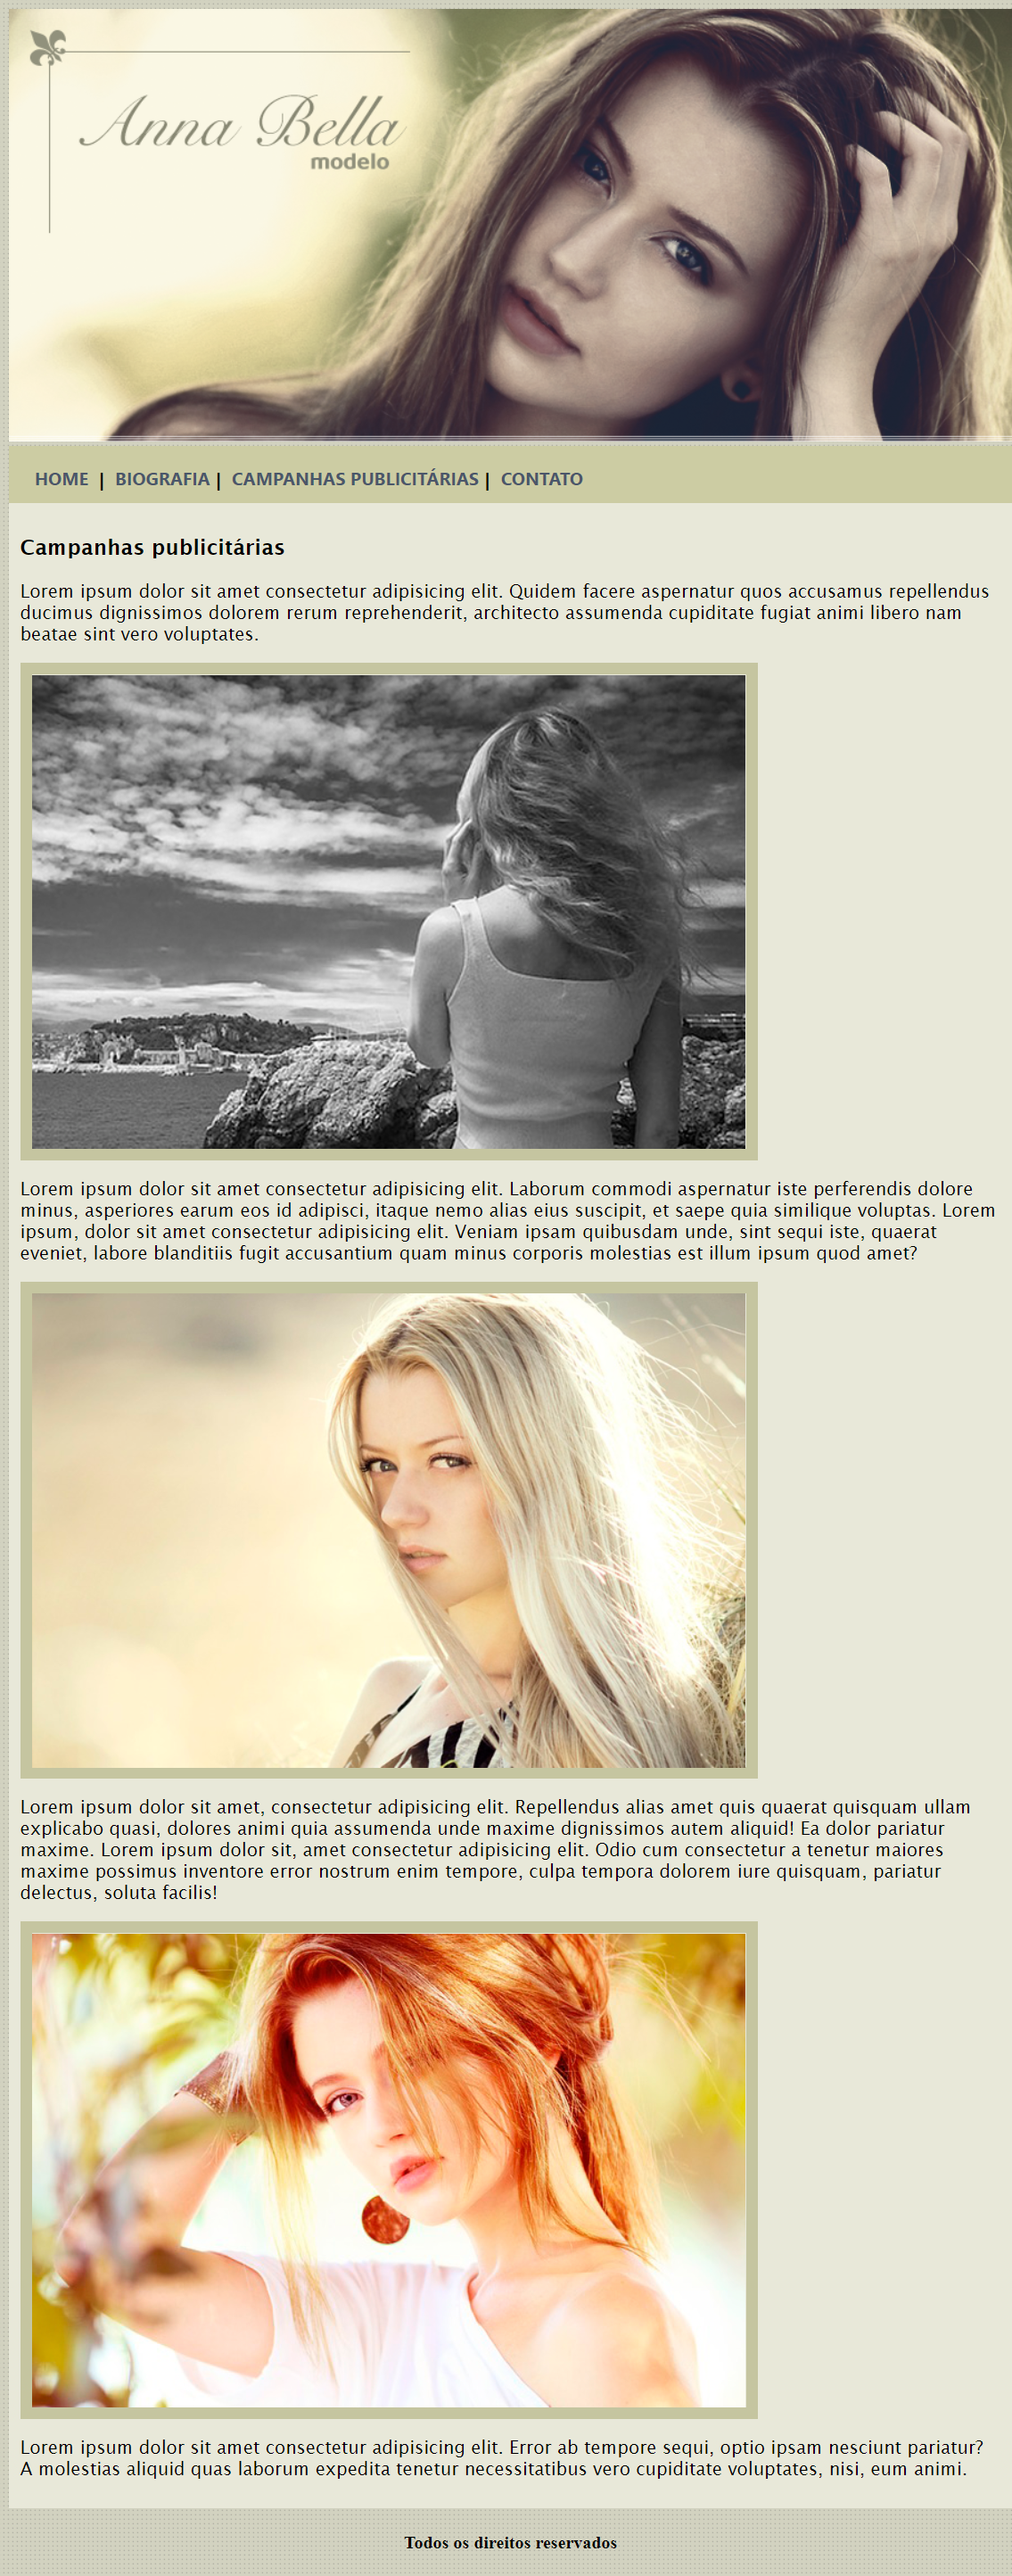 Anna Bella
modelo
HOME | BIOGRAFIA | CAMPANHAS PUBLICITÁRIAS | CONTATO
Campanhas publicitárias
Lorem ipsum dolor sit amet consectetur adipisicing elit. Quidem facere aspernatur quos accusamus repellendus
ducimus dignissimos dolorem rerum reprehenderit, architecto assumenda cupiditate fugiat animi libero nam
beatae sint vero voluptates.
Lorem ipsum dolor sit amet consectetur adipisicing elit. Laborum commodi aspernatur iste perferendis dolore
minus, asperiores earum eos id adipisci, itaque nemo alias eius suscipit, et saepe quia similique voluptas. Lorem
ipsum, dolor sit amet consectetur adipisicing elit. Veniam ipsam quibusdam unde, sint sequi iste, quaerat
eveniet, labore blanditiis fugit accusantium quam minus corporis molestias est illum ipsum quod amet?
Lorem ipsum dolor sit amet, consectetur adipisicing elit. Repellendus alias amet quis quaerat quisquam ullam
explicabo quasi, dolores animi quia assumenda unde maxime dignissimos autem aliquid! Ea dolor pariatur
maxime. Lorem ipsum dolor sit, amet consectetur adipisicing elit. Odio cum consectetur a tenetur maiores
maxime possimus inventore error nostrum enim tempore, culpa tempora dolorem iure quisquam, pariatur
delectus, soluta facilis!
Lorem ipsum dolor sit amet consectetur adipisicing elit. Error ab tempore sequi, optio ipsam nesciunt pariatur?
A molestias aliquid quas laborum expedita tenetur necessitatibus vero cupiditate voluptates, nisi, eum animi.
Todos os direitos reservados